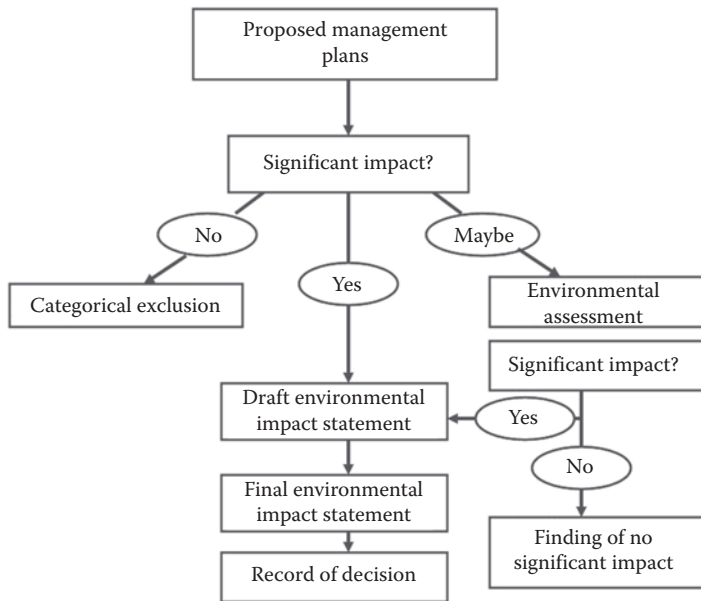 Proposed management
plans
Significant impact?
No
Maybe
Yes
Categorical exclusion
Environmental
assessment
Significant impact?
Draft environmental
impact statement
Yes
No
Final environmental
impact statement
Finding of no
significant impact
Record of decision